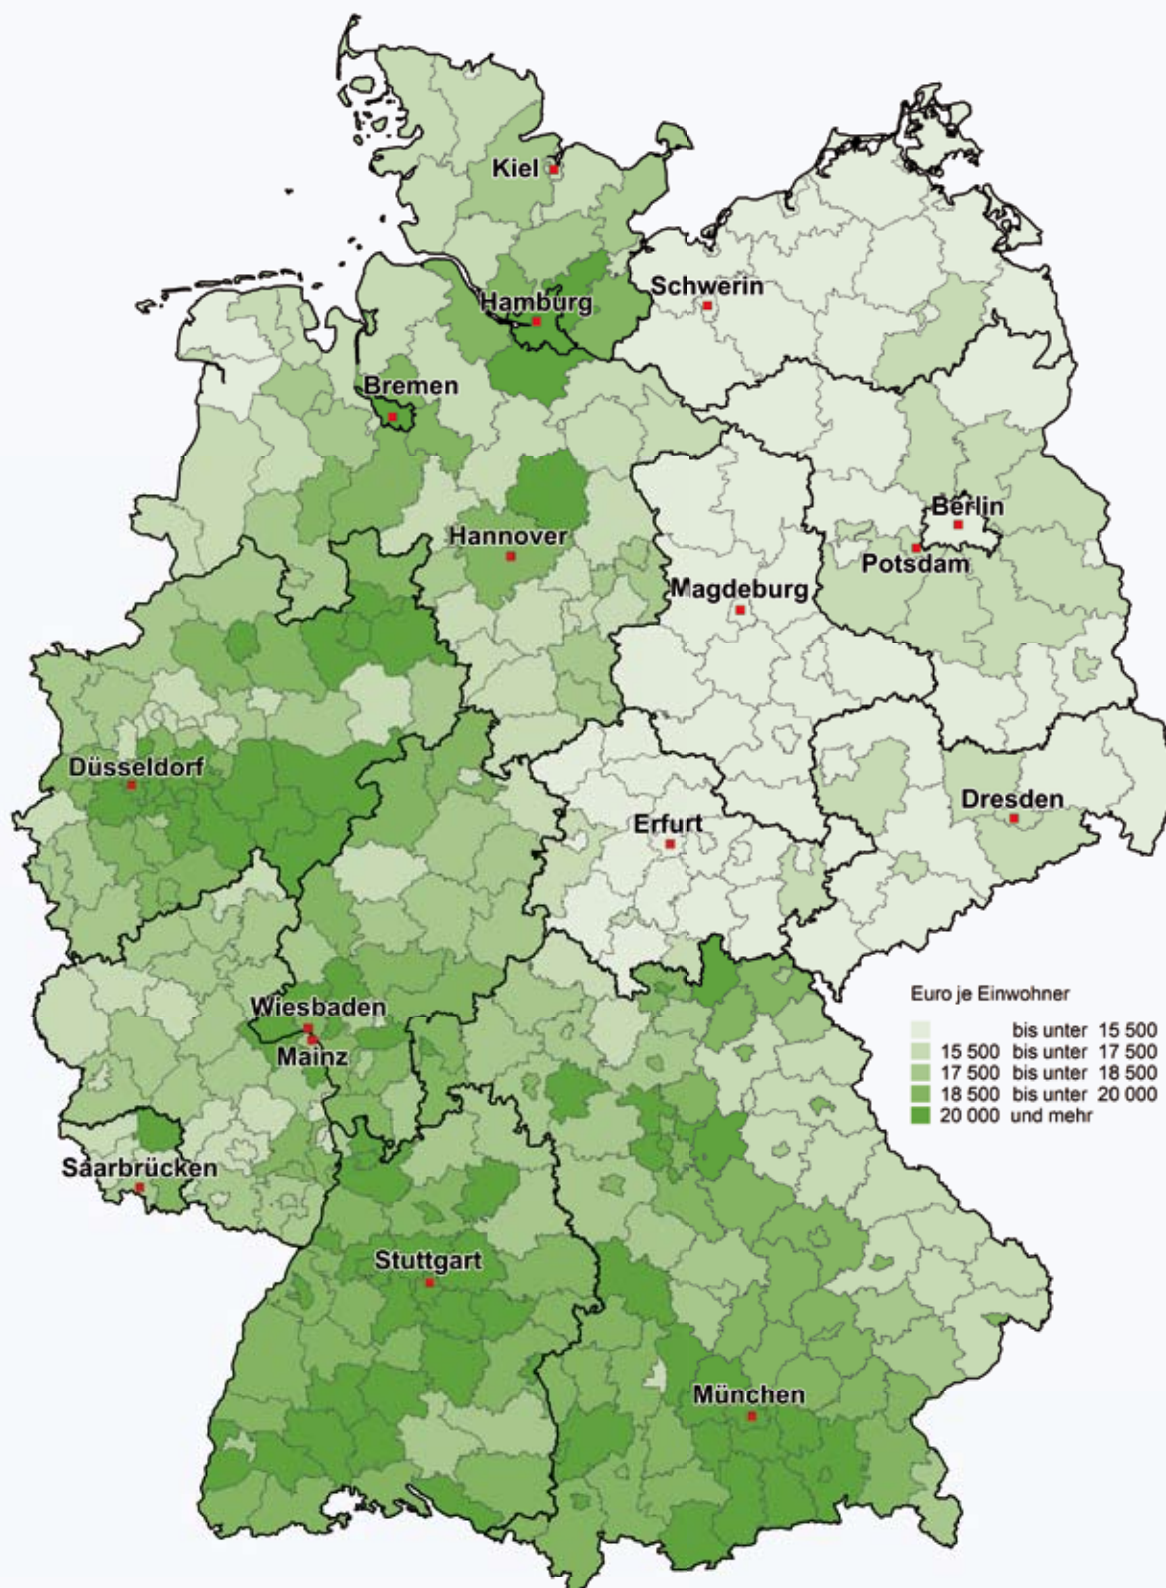 Kiel
Schwerin
Hamburg
Bremen
Berlin
Hannover
Potsdam
Magdeburg
Düsseldorf
Dresden
Erfurt
Wiesbaden
Mainz
Euro je Einwohner
bis unter 15 500
15 500 bis unter 17 500
17 500 bis unter 18 500
18 500 bis unter 20 000
20 000 und mehr
Saarbrücken
Stuttgart
München